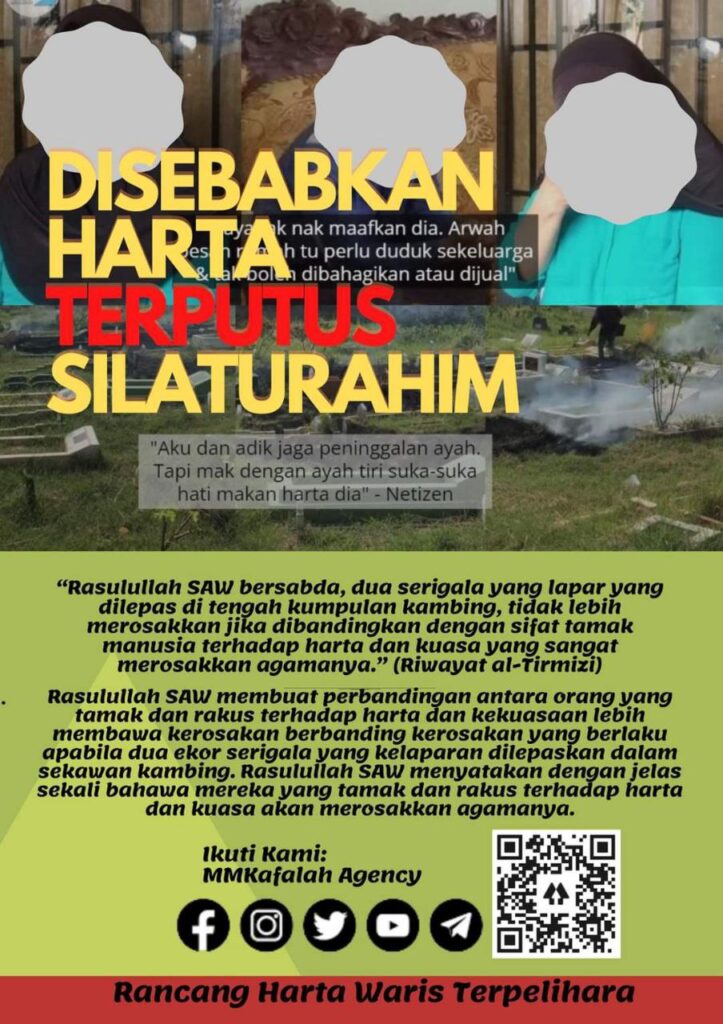 DISEBABKAN
HARTA
TERPUTUS
SILATURAHIM
nak maafkan dia. Arwah
tu perlu duduk sekeluarga
& tak boleh dibahagikan atau dijual"
"Aku dan adik jaga peninggalan ayah.
Tapi mak dengan ayah tiri suka-suka
hati makan harta dia" - Netizen
“Rasulullah SAW bersabda, dua serigala yang lapar yang
dilepas di tengah kumpulan kambing, tidak lebih
merosakkan jika dibandingkan dengan sifat tamak
manusia terhadap harta dan kuasa yang sangat
merosakkan agamanya.” (Riwayat al-Tirmizi)
Rasulullah SAW membuat perbandingan antara orang yang
tamak dan rakus terhadap harta dan kekuasaan lebih
membawa kerosakan berbanding kerosakan yang berlaku
apabila dua ekor serigala yang kelaparan dilepaskan dalam
sekawan kambing. Rasulullah SAW menyatakan dengan jelas
sekali bahawa mereka yang tamak dan rakus terhadap harta
dan kuasa akan merosakkan agamanya.
Ikuti Kami:
MMKafalah Agency
Rancang Harta Waris Terpelihara